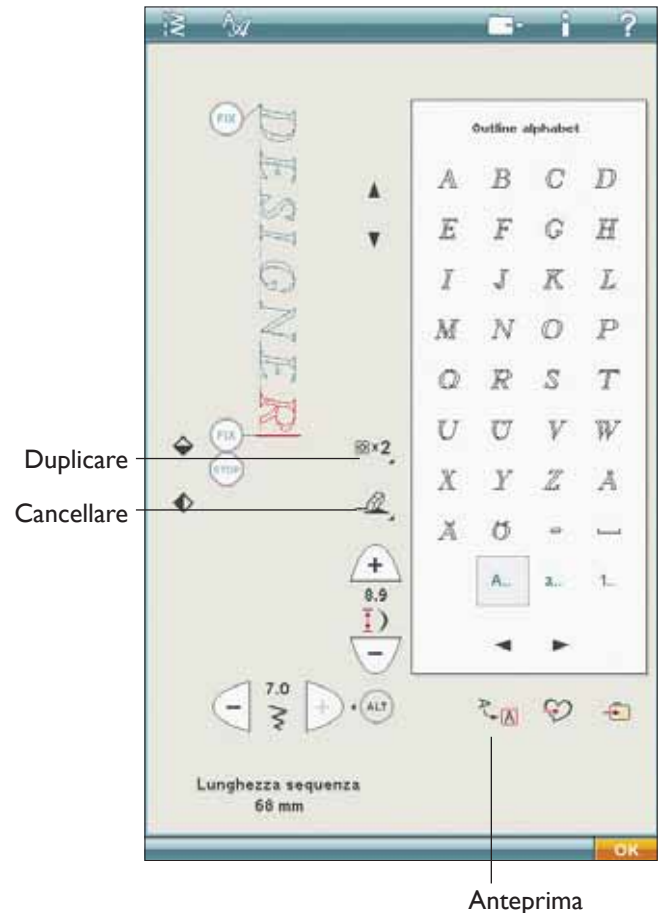 ?
FIX
DESIGNER
FIX
STOP
Duplicare
×2
Cancellare
+
8.9
-
- 7.0 +
ALT
Lunghezza sequenza
68 mm
Outline alphabet
A B C D
E F G H
I J K L
M N O P
Q R S T
U Ü V W
X Y Z Å
Ä Ö - ⎵
A... a... 1...
OK
Anteprima